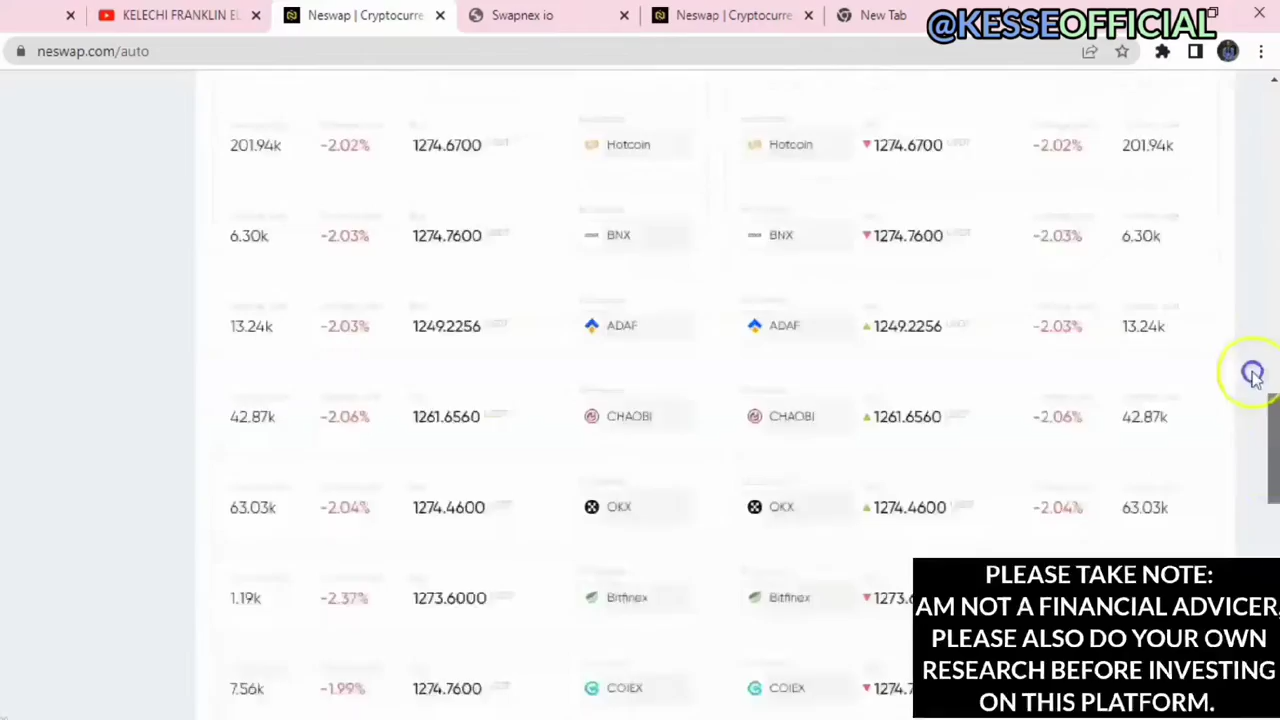 KELECHI FRANKLIN EL
Neswap | Cryptocurre
Swapnex io
Neswap | Cryptocurre
New Tab
@KESSEOFFICIAL
neswap.com/auto
201.94k -2.02% 1274.6700 Hotcoin Hotcoin 1274.6700 -2.02% 201.94k
6.30k -2.03% 1274.7600 BNX BNX 1274.7600 -2.03% 6.30k
13.24k -2.03% 1249.2256 ADAF ADAF 1249.2256 -2.03% 13.24k
42.87k -2.06% 1261.6560 CHAOBI CHAOBI 1261.6560 -2.06% 42.87k
63.03k -2.04% 1274.4600 OKX OKX 1274.4600 -2.04% 63.03k
1.19k -2.37% 1273.6000 Bitfinex Bitfinex 1273.6
7.56k -1.99% 1274.7600 COIEX COIEX 1274.7
PLEASE TAKE NOTE:
AM NOT A FINANCIAL ADVICER,
PLEASE ALSO DO YOUR OWN
RESEARCH BEFORE INVESTING
ON THIS PLATFORM.